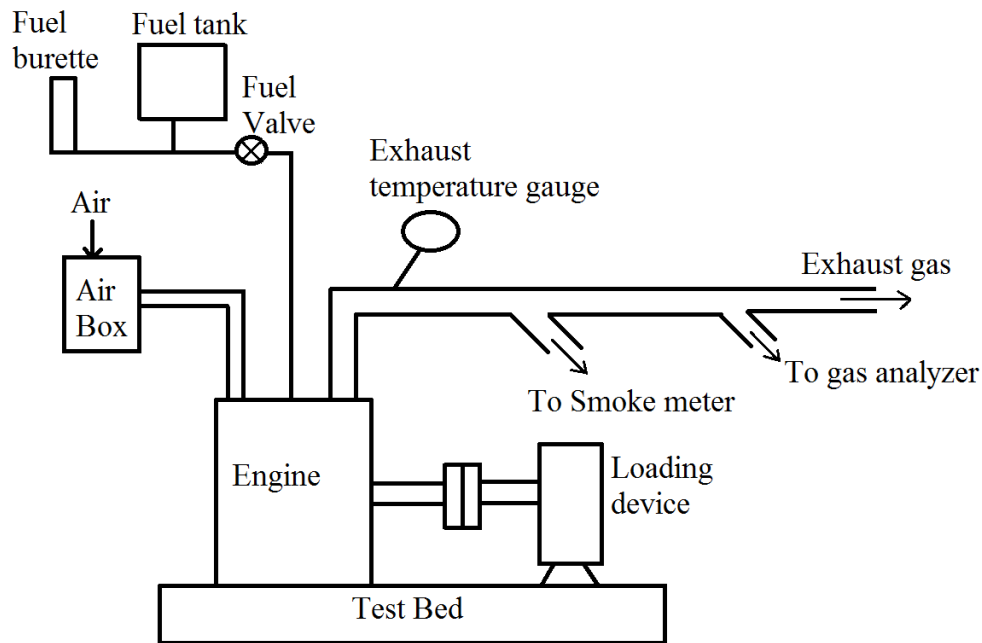 Fuel
burette
Fuel tank
Fuel
Valve
Exhaust
temperature gauge
Air
Air
Box
Exhaust gas
To gas analyzer
To Smoke meter
Engine
Loading
device
Test Bed